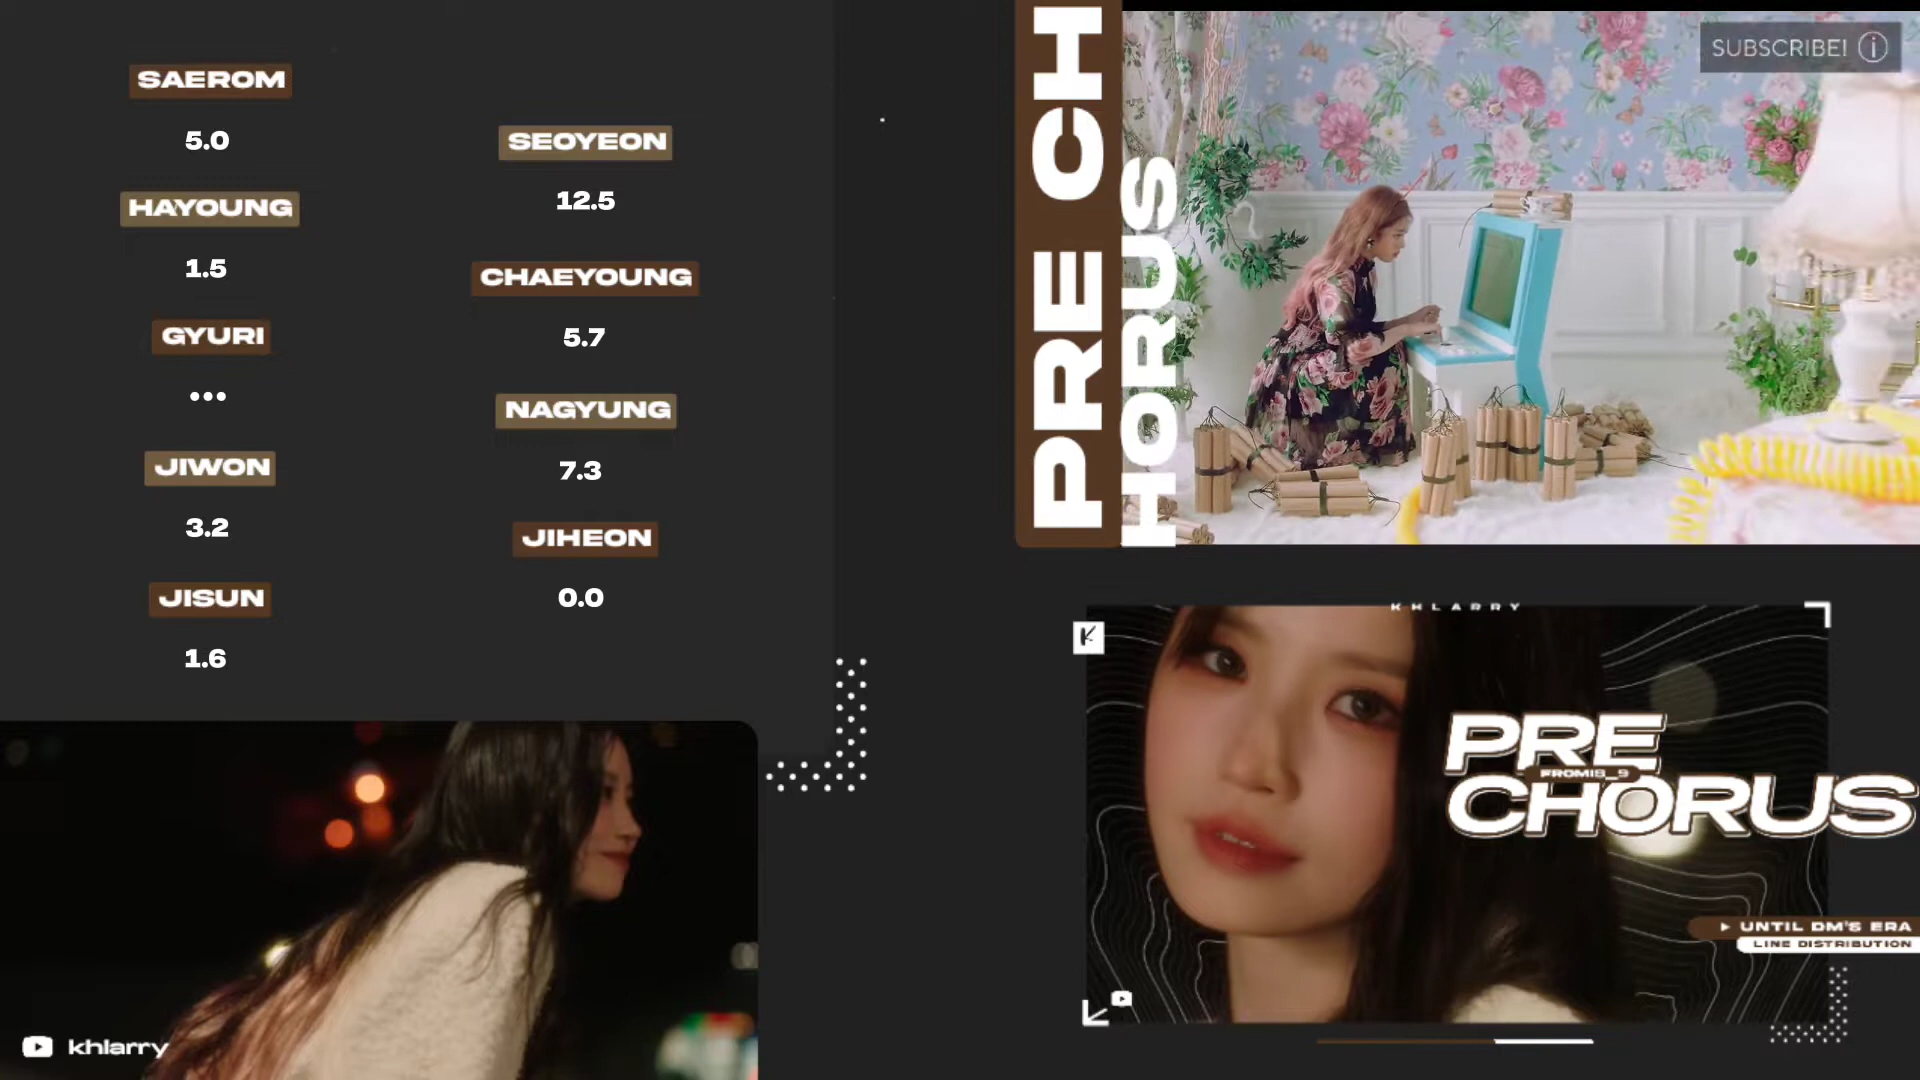 SAEROM
5.0
HAYOUNG
1.5
GYURI
...
JIWON
3.2
JISUN
1.6
SEOYEON
12.5
CHAEYOUNG
5.7
NAGYUNG
7.3
JIHEON
0.0
khlarry
PRE CH
HORUS
SUBSCRIBE!
KHLARRY
K
PRE
FROMIS_9
CHORUS
UNTIL DM'S ERA
LINE DISTRIBUTION